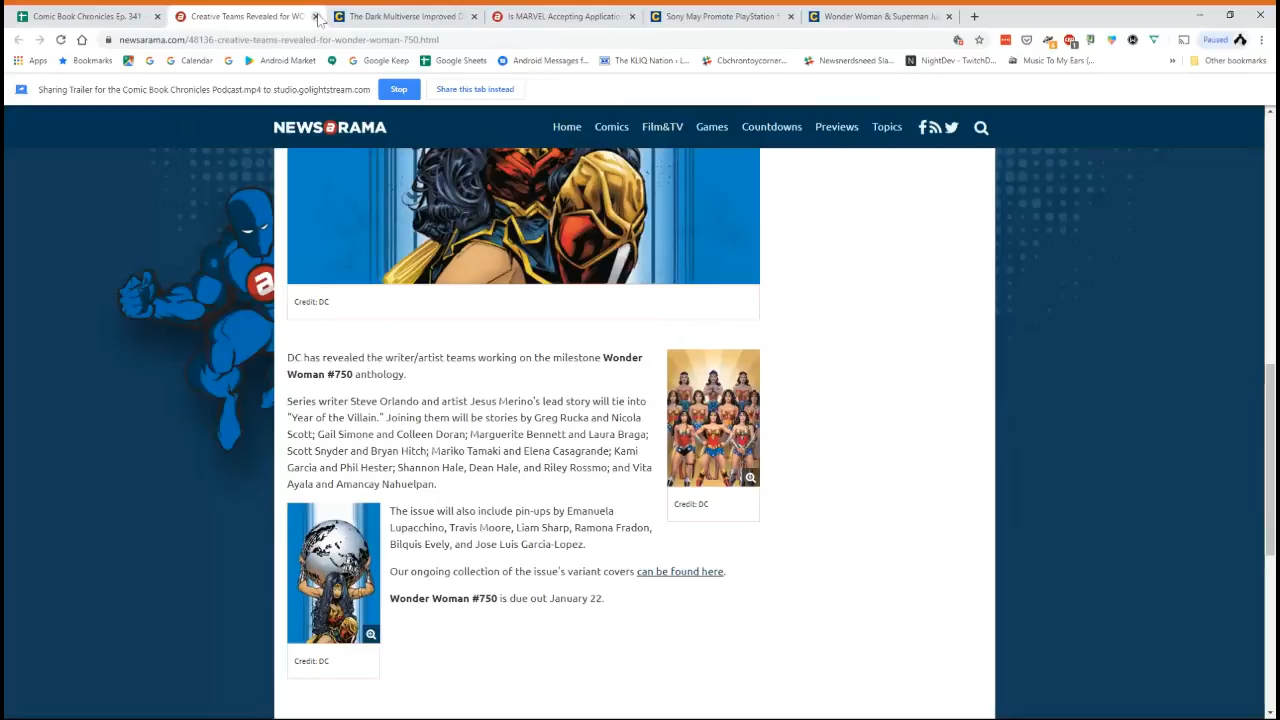 Comic Book Chronicles Ep. 341
Creative Teams Revealed for WO
The Dark Multiverse Improved D
Is MARVEL Accepting Application
Sony May Promote PlayStation
Wonder Woman & Superman Ju
newsarama.com/48136-creative-teams-revealed-for-wonder-woman-750.html
Paused
Apps
Bookmarks
Calendar
Android Market
Google Keep
Google Sheets
Android Messages f...
The KLIQ Nation › L...
Cochrontoycorner...
Newsnerdseed Sla...
NightDev - TwitchD...
Music To My Ears (...
»
Other bookmarks
Sharing Trailer for the Comic Book Chronicles Podcast.mp4 to studio.golightstream.com
Stop
Share this tab instead
NEWSaRAMA
Home
Comics
Film&TV
Games
Countdowns
Previews
Topics
a
Credit: DC
DC has revealed the writer/artist teams working on the milestone Wonder
Woman #750 anthology.
Series writer Steve Orlando and artist Jesus Merino's lead story will tie into
"Year of the Villain." Joining them will be stories by Greg Rucka and Nicola
Scott; Gail Simone and Colleen Doran; Marguerite Bennett and Laura Braga;
Scott Snyder and Bryan Hitch; Mariko Tamaki and Elena Casagrande; Kami
Garcia and Phil Hester; Shannon Hale, Dean Hale, and Riley Rossmo; and Vita
Ayala and Amancay Nahuelpan.
Credit: DC
The issue will also include pin-ups by Emanuela
Lupacchino, Travis Moore, Liam Sharp, Ramona Fradon,
Bilquis Evely, and Jose Luis Garcia-Lopez.
Our ongoing collection of the issue's variant covers can be found here.
Wonder Woman #750 is due out January 22.
Credit: DC